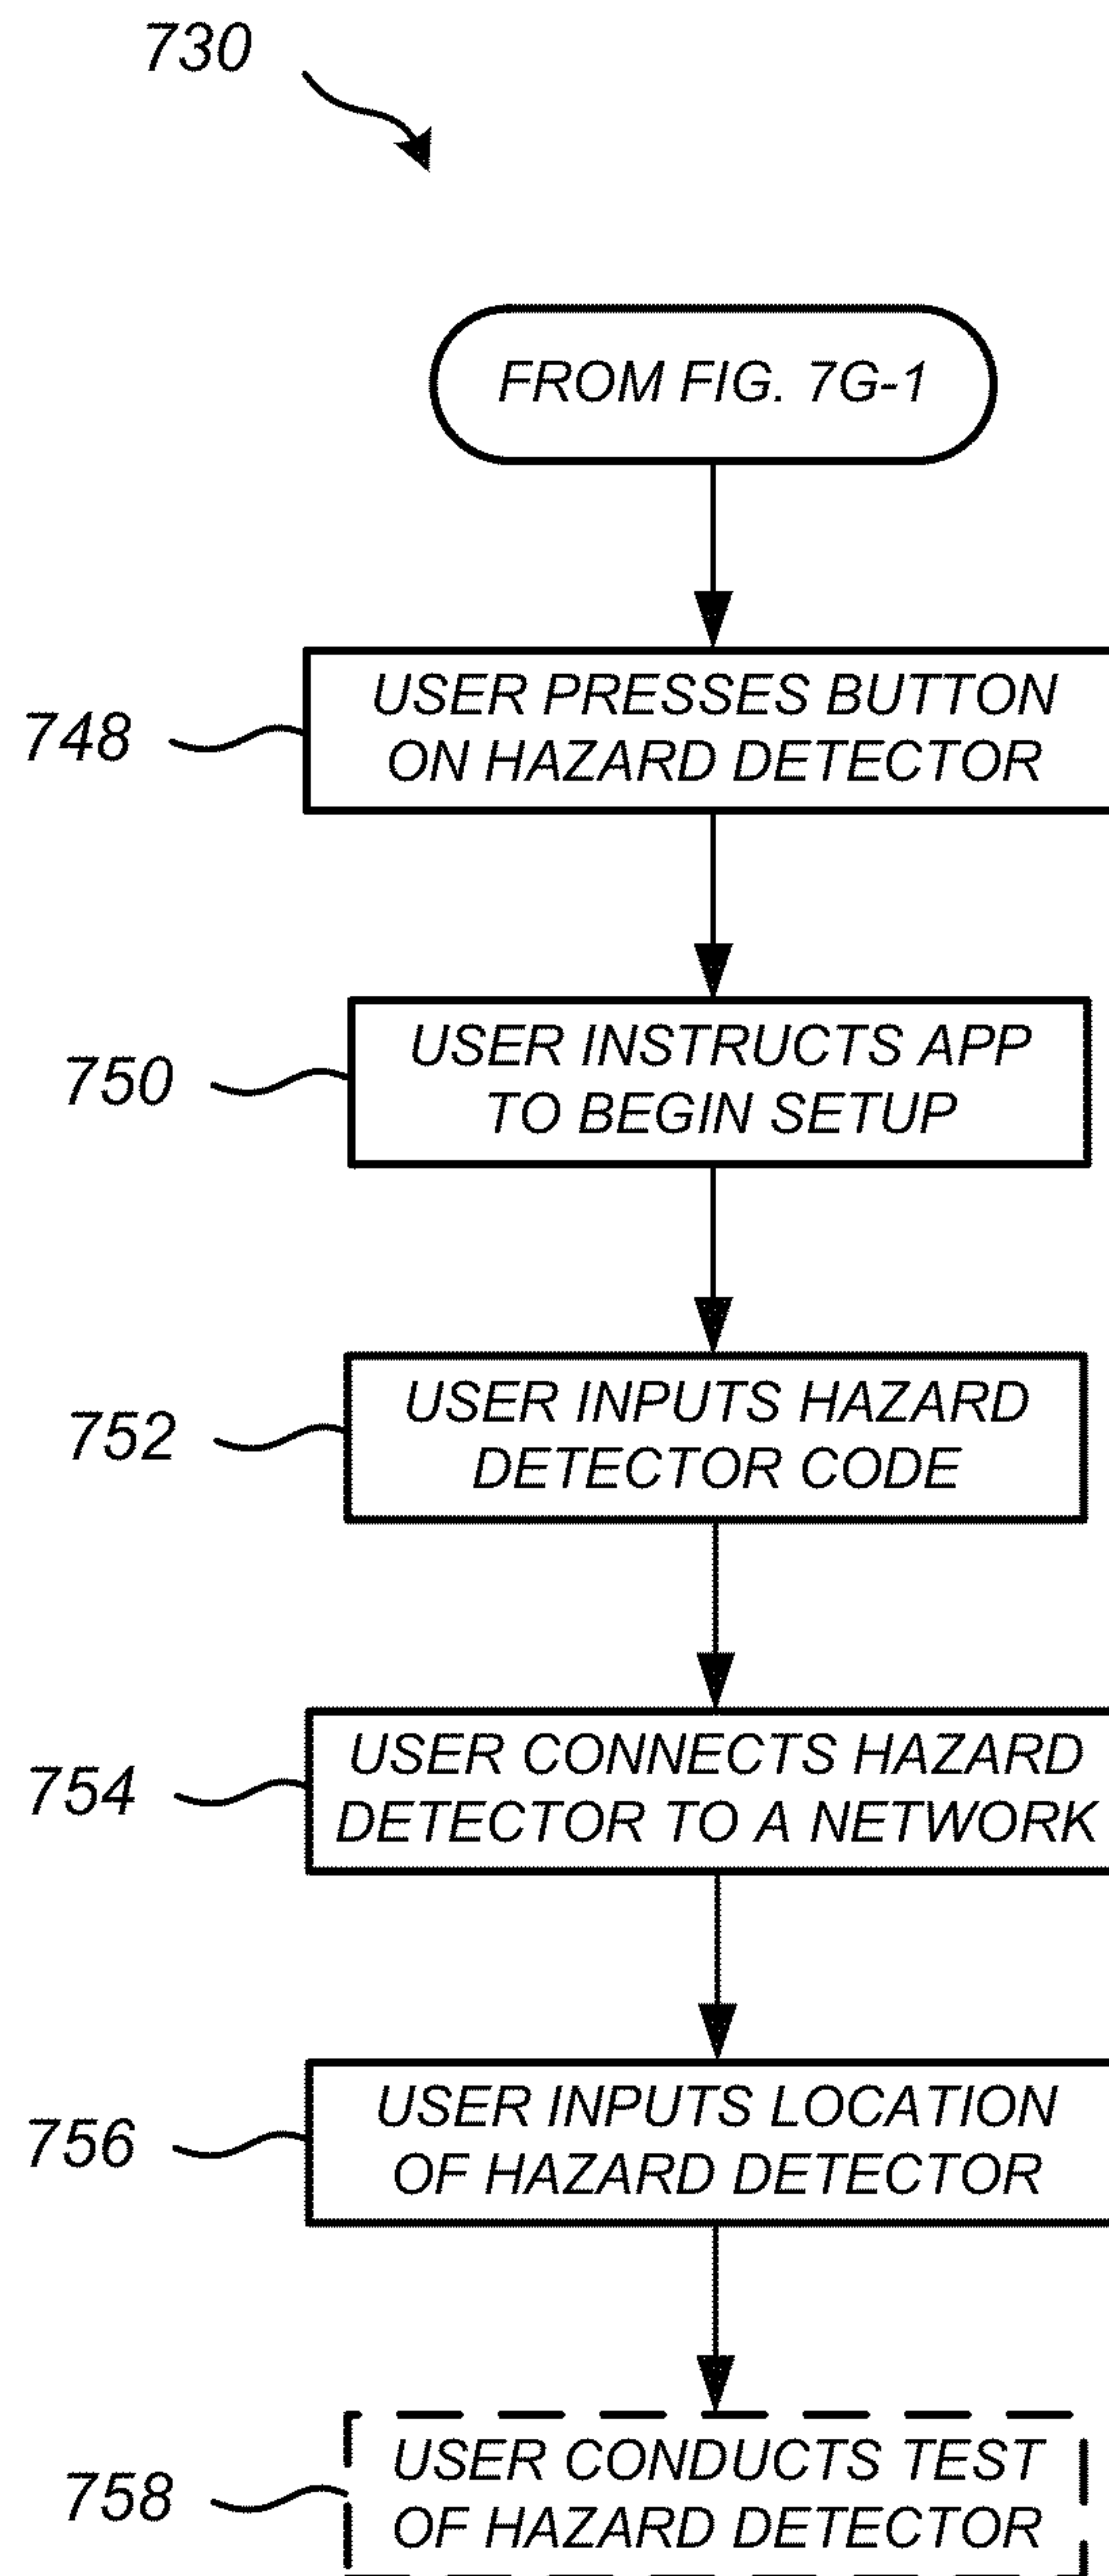 730
FROM FIG. 7G-1
748
USER PRESSES BUTTON
ON HAZARD DETECTOR
750
USER INSTRUCTS APP
TO BEGIN SETUP
752
USER INPUTS HAZARD
DETECTOR CODE
754
USER CONNECTS HAZARD
DETECTOR TO A NETWORK
756
USER INPUTS LOCATION
OF HAZARD DETECTOR
758
USER CONDUCTS TEST
OF HAZARD DETECTOR